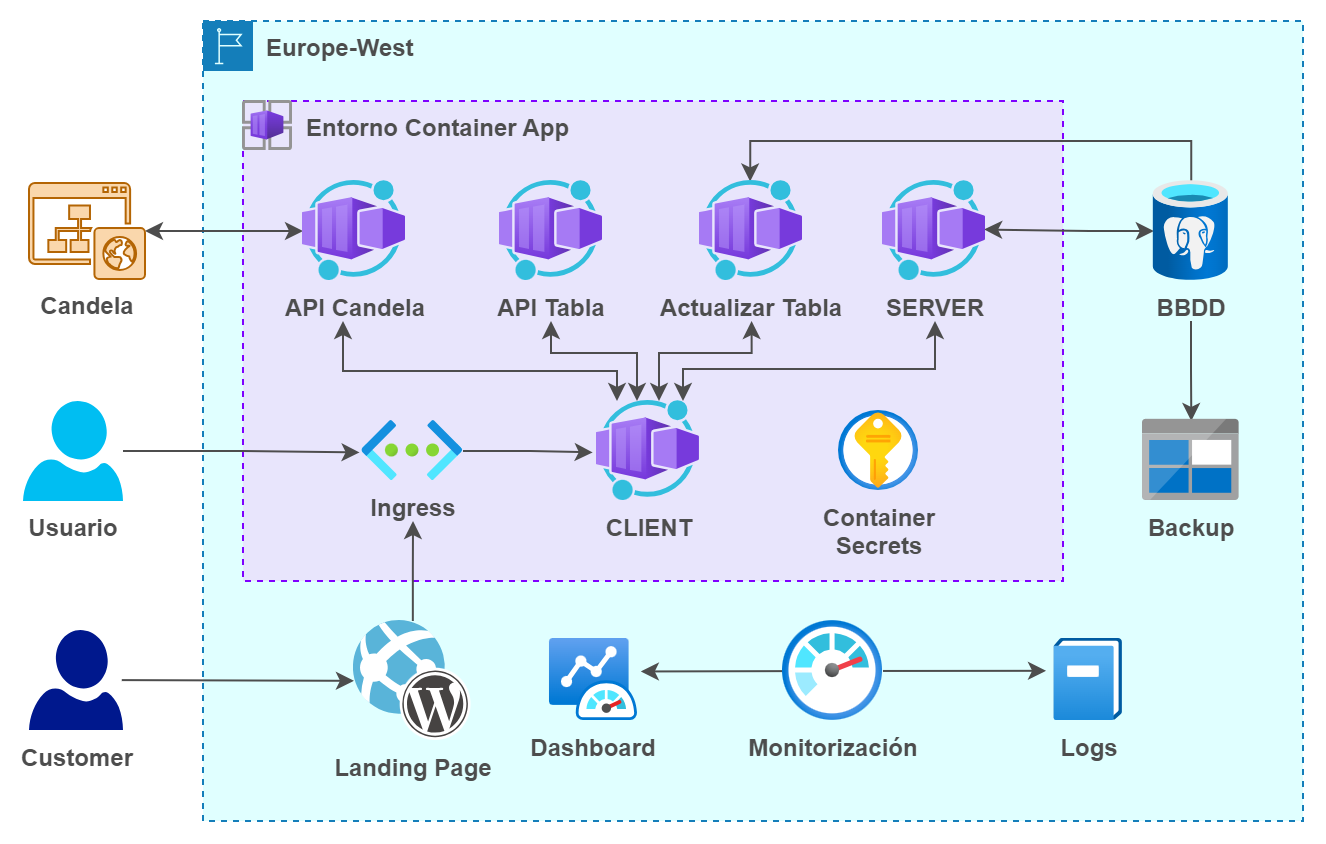 Europe-West
Entorno Container App
Candela
API Candela
API Tabla
Actualizar Tabla
SERVER
BBDD
Usuario
Ingress
CLIENT
Container
Secrets
Backup
Customer
Landing Page
W
Dashboard
Monitorización
Logs